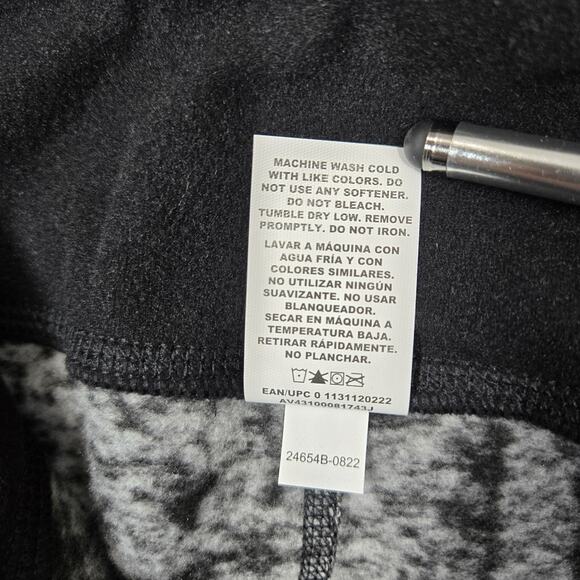 MACHINE WASH COLD
WITH LIKE COLORS. DO
NOT USE ANY SOFTENER.
DO NOT BLEACH.
TUMBLE DRY LOW. REMOVE
PROMPTLY. DO NOT IRON.
LAVAR A MÁQUINA CON
AGUA FRÍA Y CON
COLORES SIMILARES.
NO UTILIZAR NINGÚN
SUAVIZANTE. NO USAR
BLANQUEADOR.
SECAR EN MÁQUINA A
TEMPERATURA BAJA.
RETIRAR RÁPIDAMENTE.
NO PLANCHAR.
EAN/UPC 0 1131120222
AV43100081743J
24654B-0822